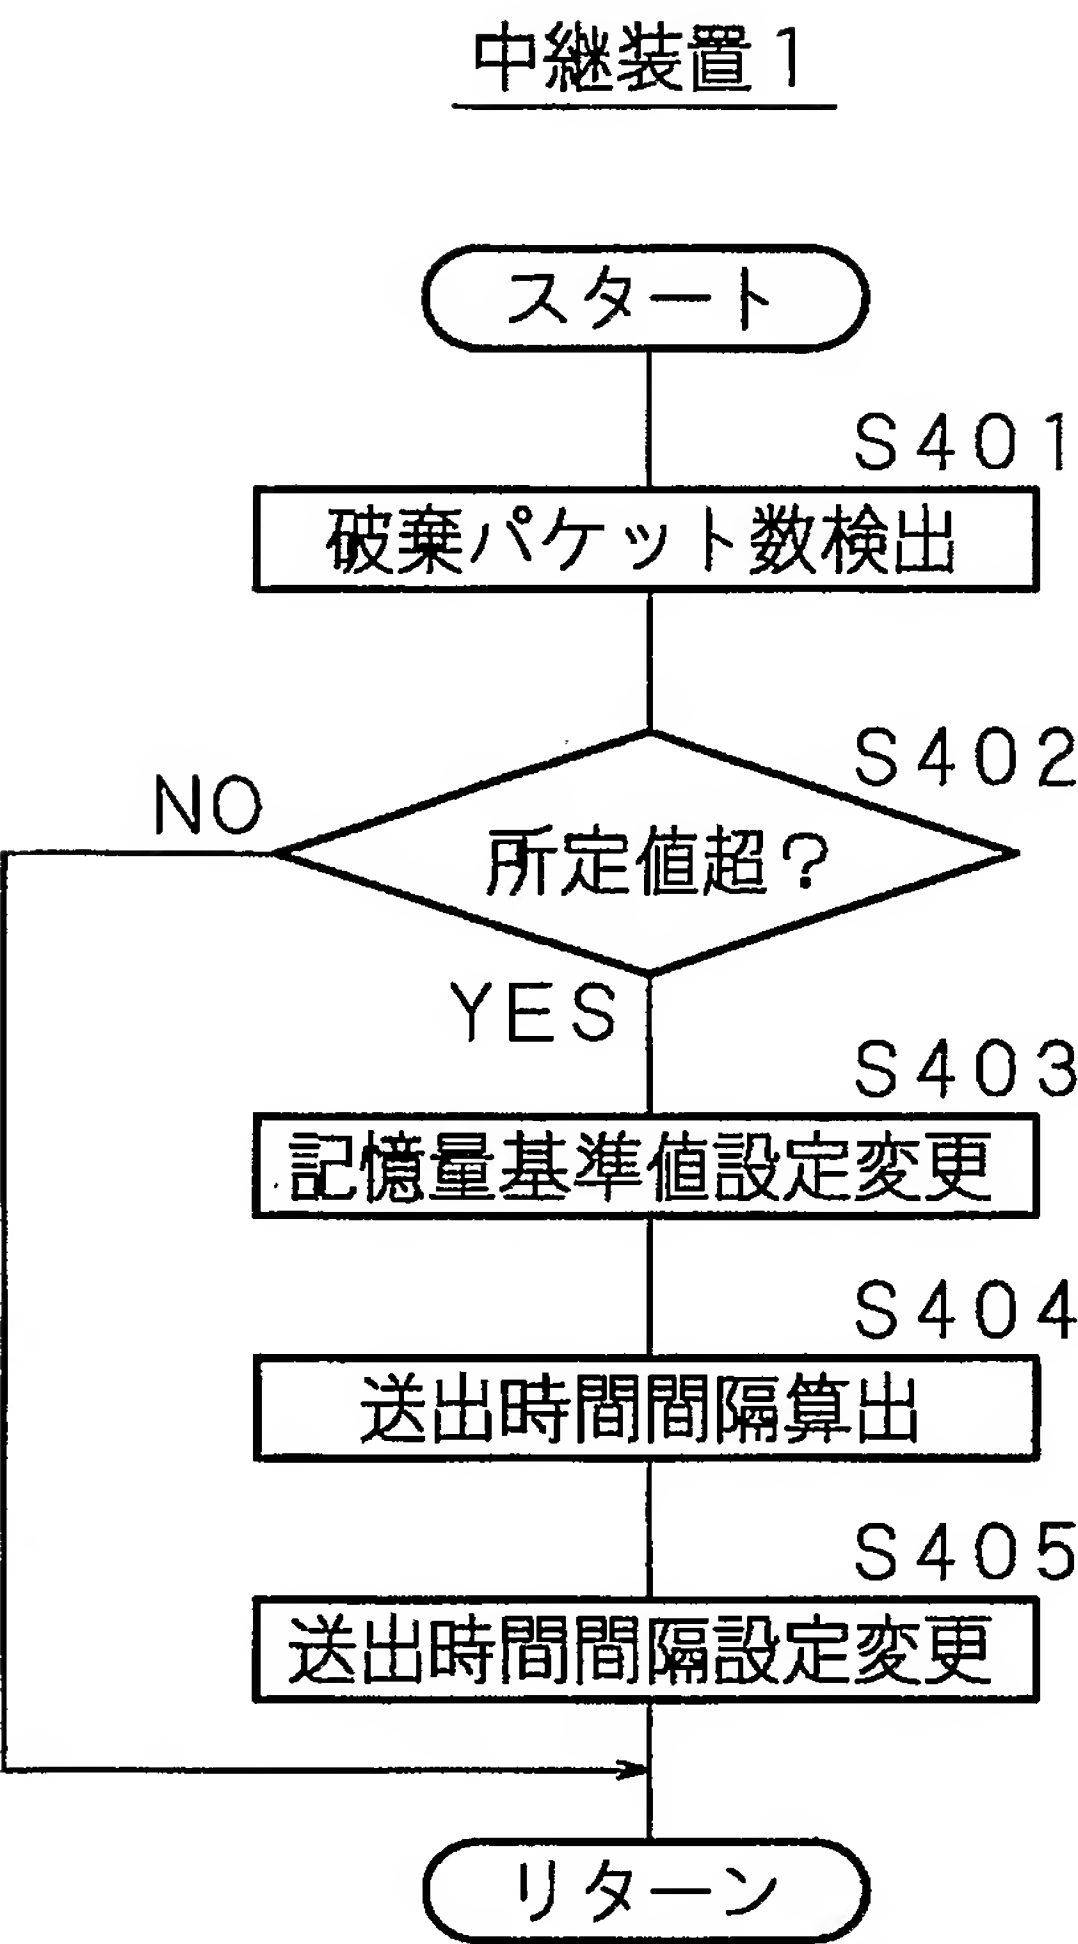 中継装置1
スタート
S401
破棄パケット数検出
S402
NO
所定値超?
YES
S403
記憶量基準値設定変更
S404
送出時間間隔算出
S405
送出時間間隔設定変更
リターン